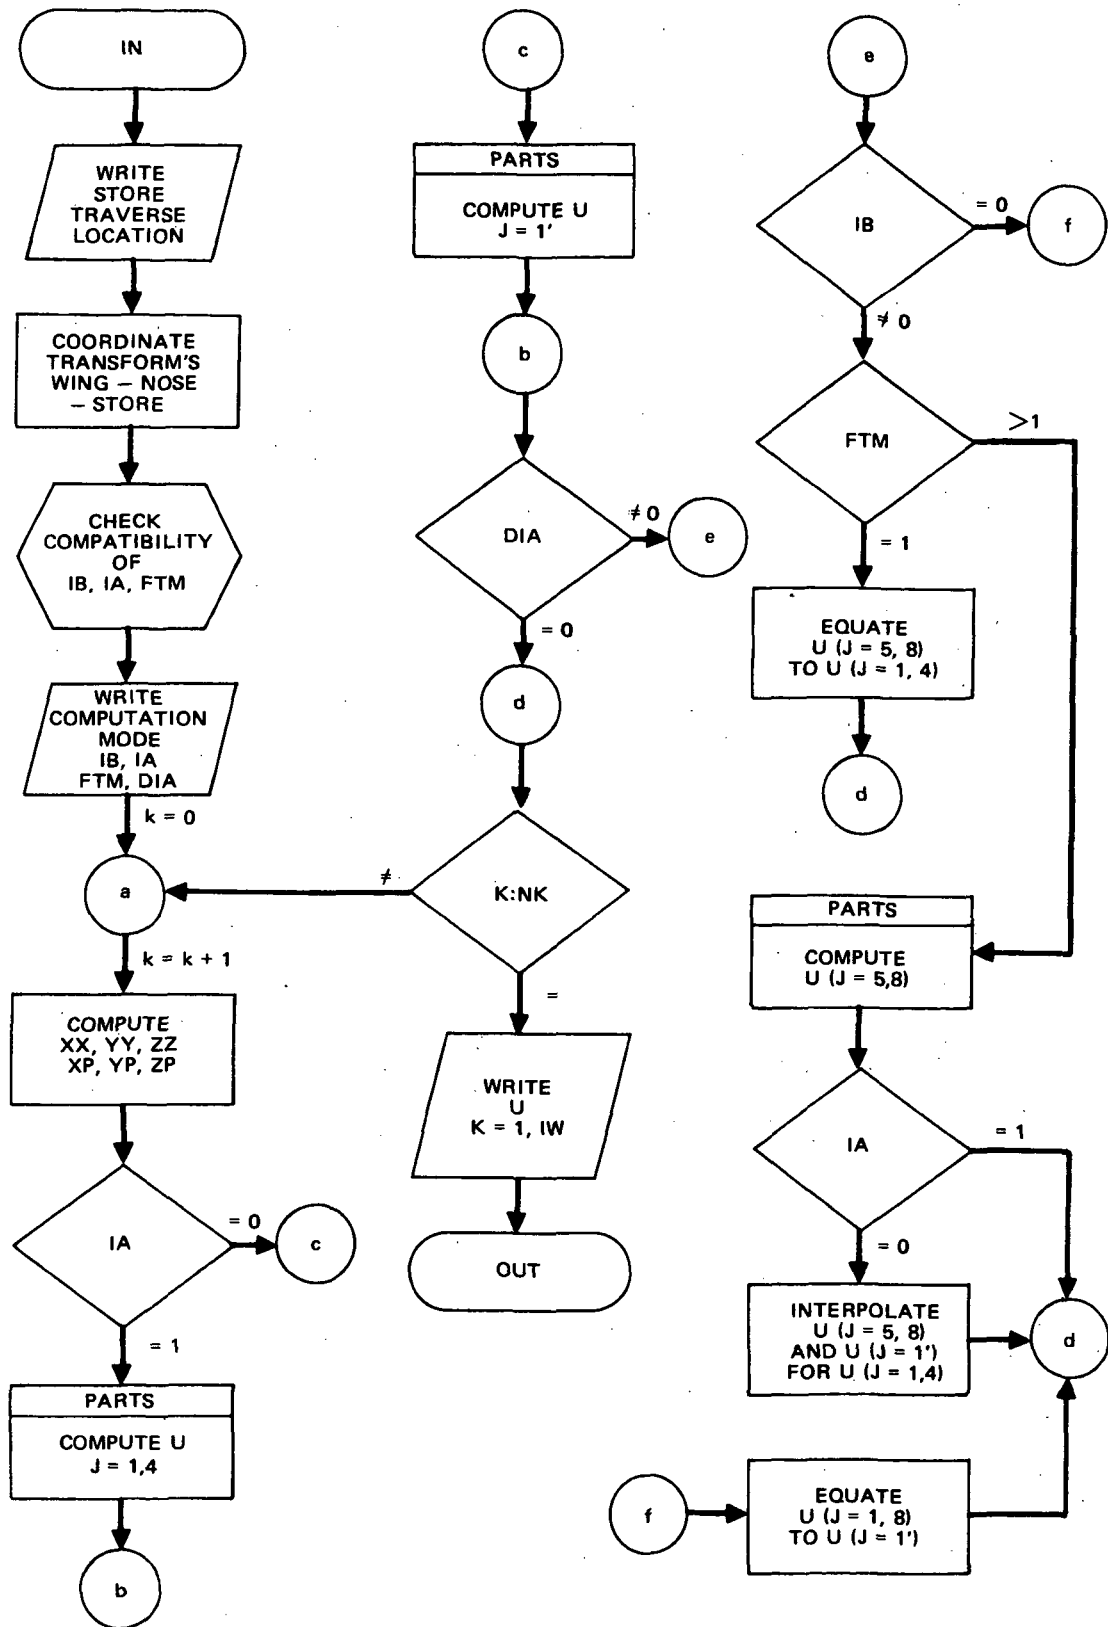 IN
WRITE
STORE
TRAVERSE
LOCATION
COORDINATE
TRANSFORM'S
WING – NOSE
– STORE
CHECK
COMPATIBILITY
OF
IB, IA, FTM
WRITE
COMPUTATION
MODE
IB, IA
FTM, DIA
k = 0
a
k = k + 1
COMPUTE
XX, YY, ZZ
XP, YP, ZP
IA
= 0
c
= 1
PARTS
COMPUTE U
J = 1,4
b
c
PARTS
COMPUTE U
J = 1'
b
DIA
≠ 0
e
= 0
d
K:NK
≠
=
WRITE
U
K = 1, IW
OUT
e
IB
= 0
f
≠ 0
FTM
>1
= 1
EQUATE
U (J = 5, 8)
TO U (J = 1, 4)
d
PARTS
COMPUTE
U (J = 5,8)
IA
= 1
= 0
INTERPOLATE
U (J = 5, 8)
AND U (J = 1')
FOR U (J = 1,4)
d
f
EQUATE
U (J = 1, 8)
TO U (J = 1')